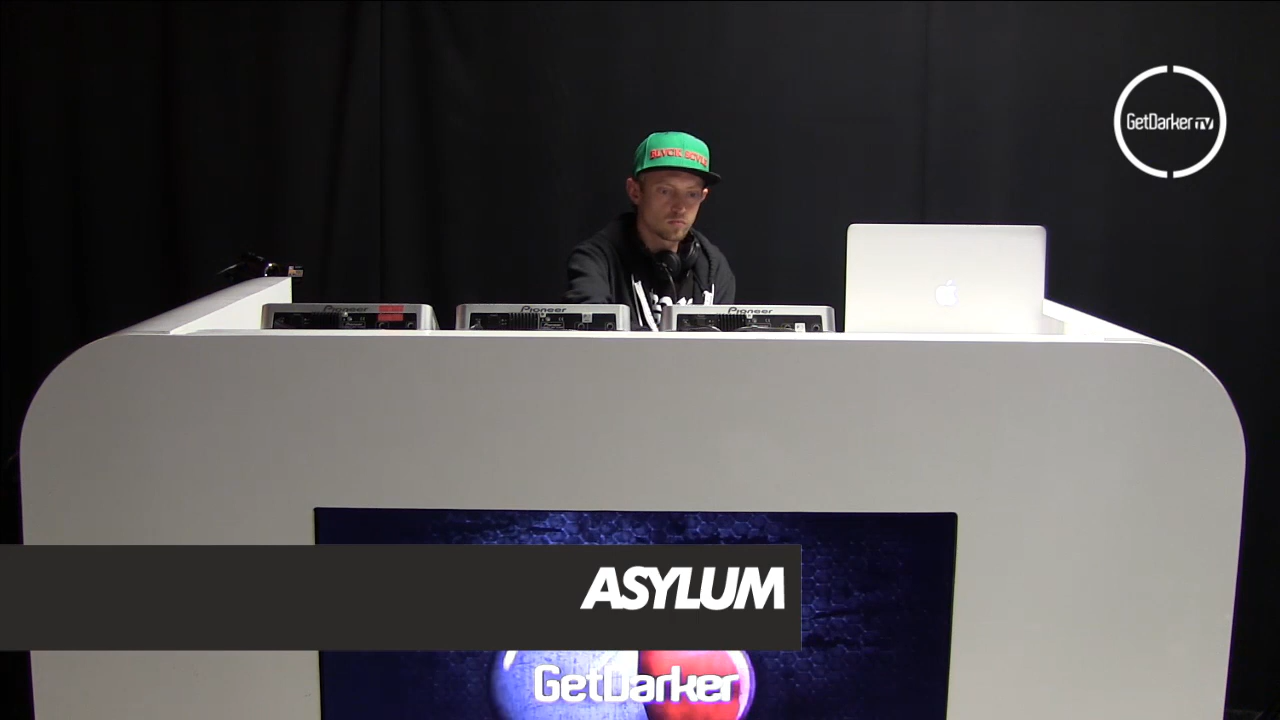 GetDarker TV
Pioneer
Pioneer
Pioneer
ASYLUM
GetDarker